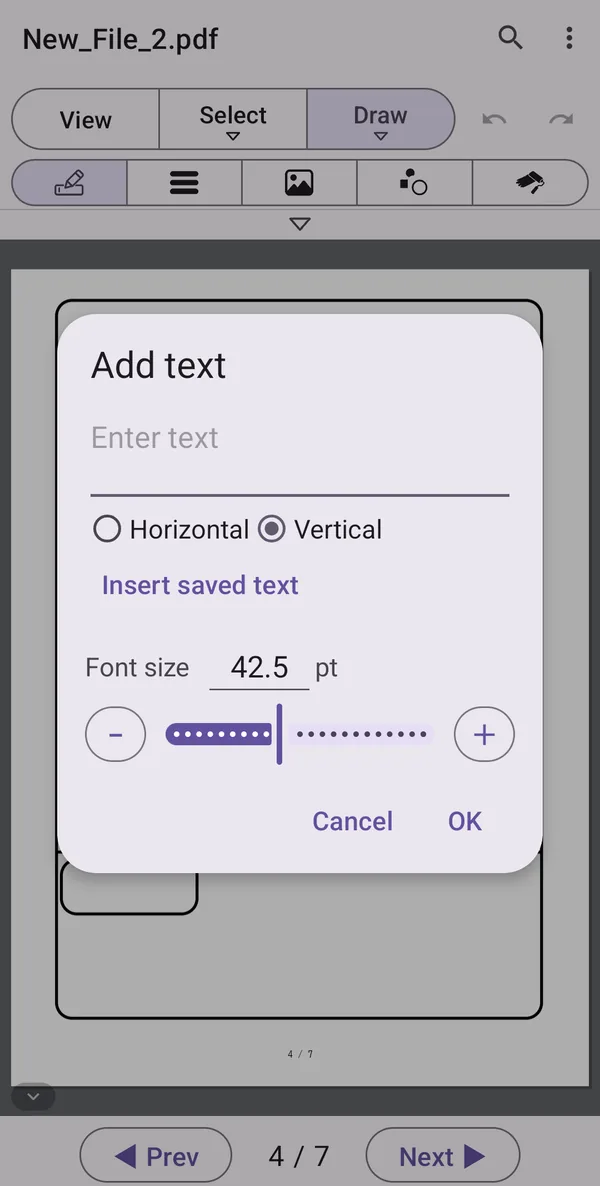 New_File_2.pdf
View
Select
Draw
Add text
Enter text
Horizontal
Vertical
Insert saved text
Font size 42.5 pt
-
+
Cancel
OK
4 / 7
Prev
4 / 7
Next